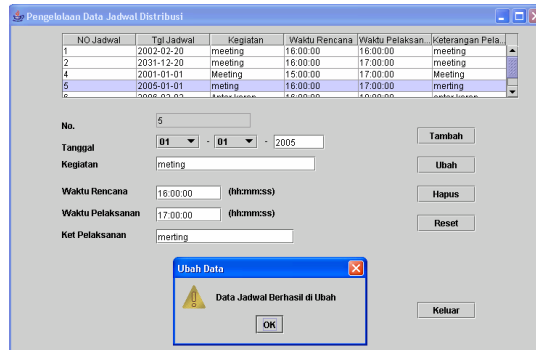 Pengelolaan Data Jadwal Distribusi
NO Jadwal Tgl Jadwal Kegiatan Waktu Rencana Waktu Pelaksan... Keterangan Pela...
1 2002-02-20 meeting 16:00:00 16:00:00 meeting
2 2031-12-20 meeting 16:00:00 17:00:00 meeting
4 2001-01-01 Meeting 15:00:00 17:00:00 Meeting
5 2005-01-01 meting 16:00:00 17:00:00 merting
No. 5
Tanggal 01 - 01 - 2005
Tambah
Kegiatan meting
Ubah
Waktu Rencana 16:00:00 (hh:mm:ss)
Hapus
Waktu Pelaksanan 17:00:00 (hh:mm:ss)
Reset
Ket Pelaksanan merting
Ubah Data
Data Jadwal Berhasil di Ubah
OK
Keluar